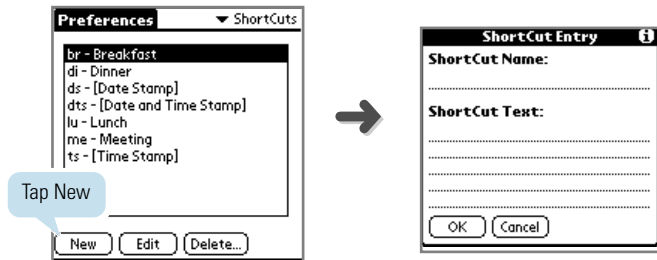 Preferences ▼ ShortCuts
br - Breakfast
di - Dinner
ds - [Date Stamp]
dts - [Date and Time Stamp]
lu - Lunch
me - Meeting
ts - [Time Stamp]
Tap New
New Edit Delete...
ShortCut Entry i
ShortCut Name:
ShortCut Text:
OK Cancel